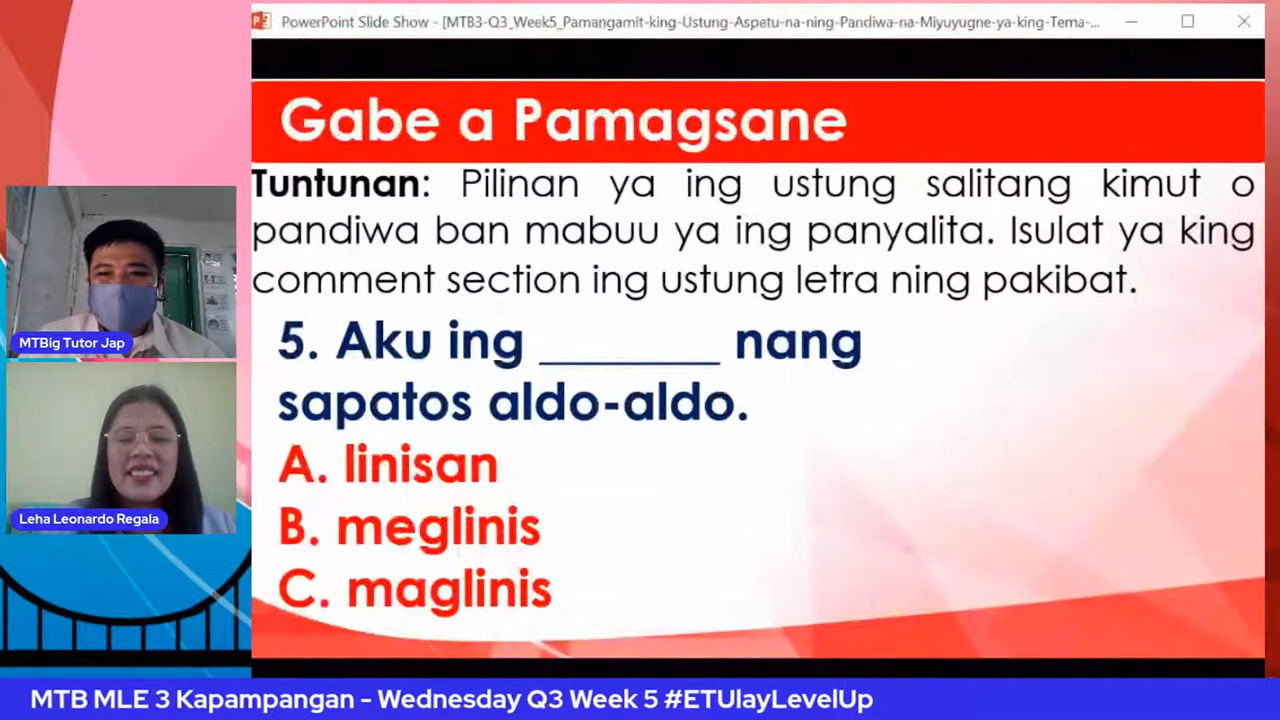 PowerPoint Slide Show - [MTB3-Q3_Week5_Pamangamit-king-Ustung-Aspetu-na-ning-Pandiwa-na-Miyuyugne-ya-king-Tema-...
Gabe a Pamagsane
Tuntunan: Pilinan ya ing ustung salitang kimut o
pandiwa ban mabuu ya ing panyalita. Isulat ya king
comment section ing ustung letra ning pakibat.
5. Aku ing _______ nang
sapatos aldo-aldo.
A. linisan
B. meglinis
C. maglinis
MTBig Tutor Jap
Leha Leonardo Regala
MTB MLE 3 Kapampangan - Wednesday Q3 Week 5 #ETUlayLevelUp